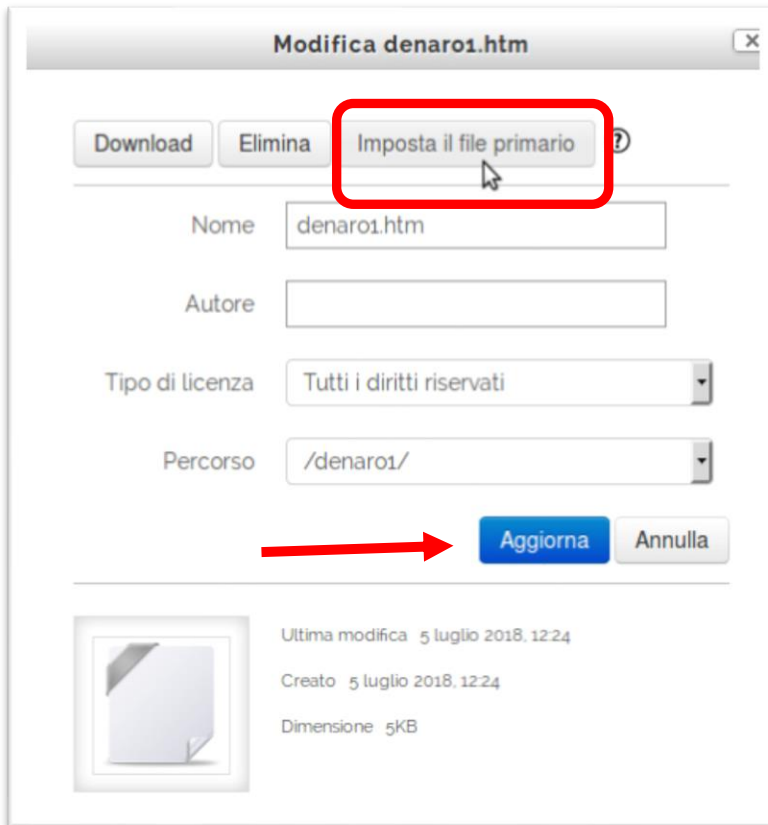 Modifica denaro1.htm
Download Elimina Imposta il file primario ?
Nome denaro1.htm
Autore
Tipo di licenza Tutti i diritti riservati
Percorso /denaro1/
Aggiorna Annulla
Ultima modifica 5 luglio 2018, 12:24
Creato 5 luglio 2018, 12:24
Dimensione 5KB